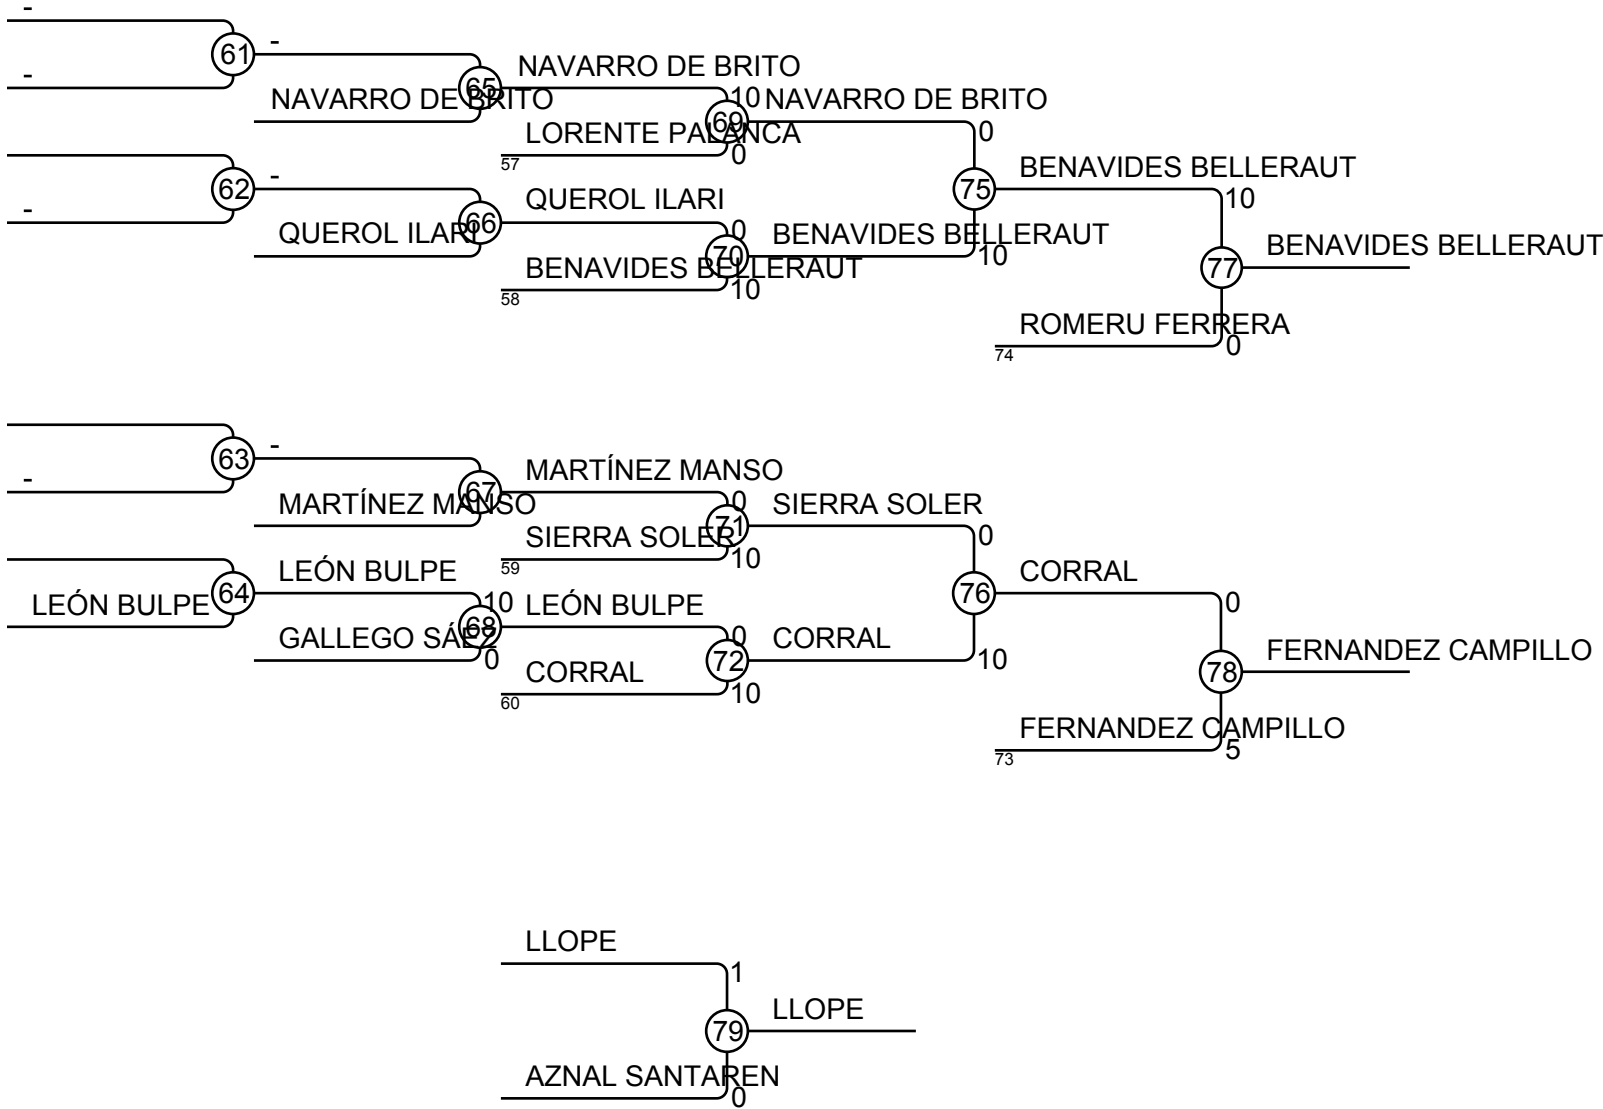 -
61
-
-
NAVARRO DE BRITO
65
NAVARRO DE BRITO
10
LORENTE PALANCA
57
69
0
NAVARRO DE BRITO
0
62
-
-
QUEROL ILARI
66
QUEROL ILARI
0
BENAVIDES BELLERAUT
58
70
10
BENAVIDES BELLERAUT
10
75
BENAVIDES BELLERAUT
10
ROMERU FERRERA
74
0
77
BENAVIDES BELLERAUT
63
-
-
MARTÍNEZ MANSO
67
MARTÍNEZ MANSO
0
SIERRA SOLER
59
71
10
SIERRA SOLER
0
LEÓN BULPE
64
LEÓN BULPE
10
GALLEGO SÁEZ
68
0
LEÓN BULPE
0
CORRAL
60
72
10
CORRAL
10
76
CORRAL
0
FERNANDEZ CAMPILLO
73
5
78
FERNANDEZ CAMPILLO
LLOPE
1
79
LLOPE
AZNAL SANTAREN
0